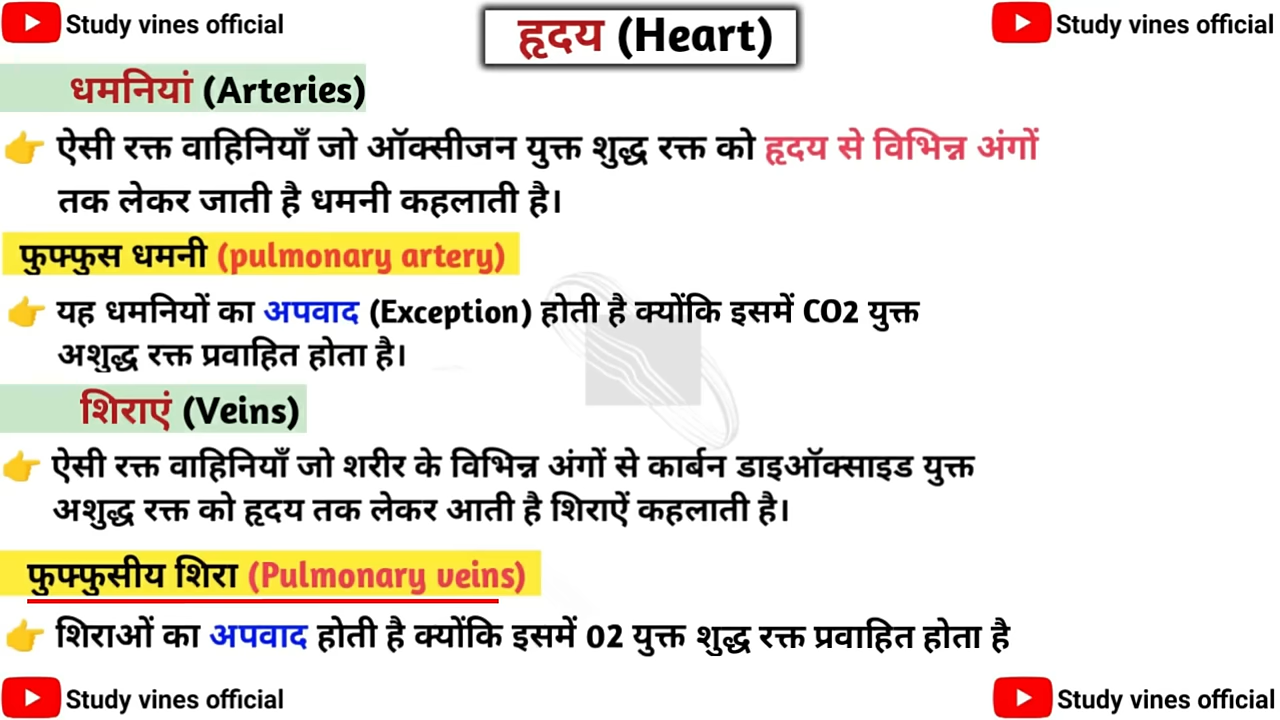 Study vines official
हृदय (Heart)
Study vines official
धमनियां (Arteries)
ऐसी रक्त वाहिनियाँ जो ऑक्सीजन युक्त शुद्ध रक्त को हृदय से विभिन्न अंगों
तक लेकर जाती है धमनी कहलाती है।
फुफ्फुस धमनी (pulmonary artery)
यह धमनियों का अपवाद (Exception) होती है क्योंकि इसमें CO2 युक्त
अशुद्ध रक्त प्रवाहित होता है।
शिराएं (Veins)
ऐसी रक्त वाहिनियाँ जो शरीर के विभिन्न अंगों से कार्बन डाइऑक्साइड युक्त
अशुद्ध रक्त को हृदय तक लेकर आती है शिराऐं कहलाती है।
फुफ्फुसीय शिरा (Pulmonary veins)
शिराओं का अपवाद होती है क्योंकि इसमें 02 युक्त शुद्ध रक्त प्रवाहित होता है
Study vines official
Study vines official